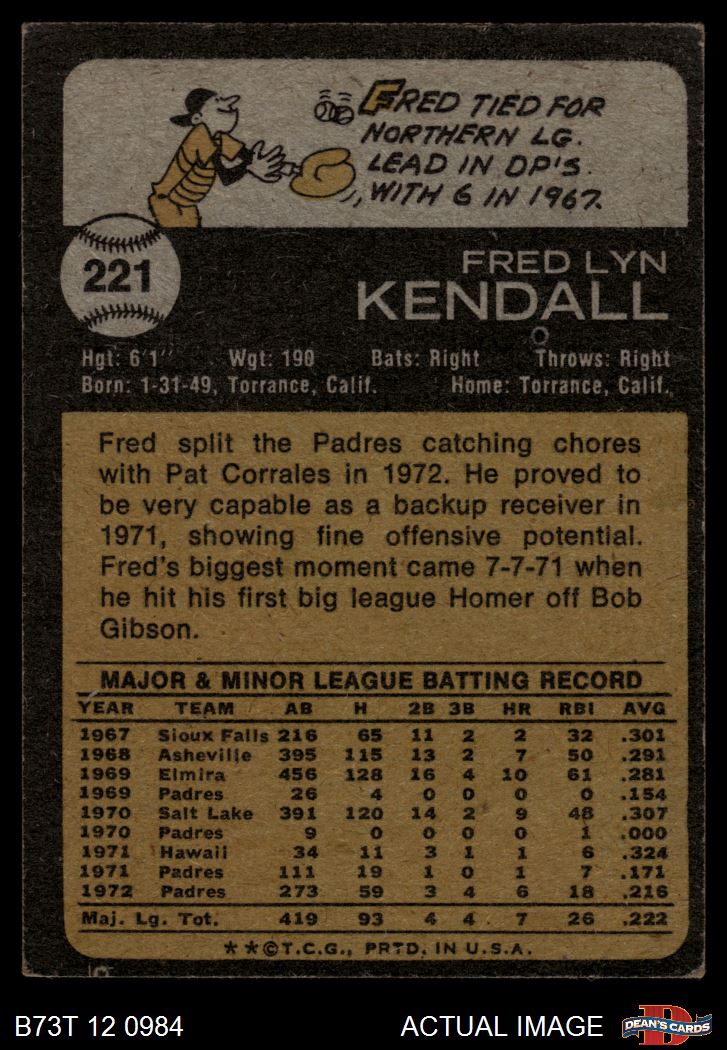 FRED TIED FOR
NORTHERN LG.
LEAD IN DP'S.
WITH 6 IN 1967.
221
FRED LYN
KENDALL
Hgt: 6'1" Wgt: 190 Bats: Right Throws: Right
Born: 1-31-49, Torrance, Calif. Home: Torrance, Calif.
Fred split the Padres catching chores
with Pat Corrales in 1972. He proved to
be very capable as a backup receiver in
1971, showing fine offensive potential.
Fred's biggest moment came 7-7-71 when
he hit his first big league Homer off Bob
Gibson.
MAJOR & MINOR LEAGUE BATTING RECORD
YEAR TEAM AB H 2B 3B HR RBI AVG
1967 Sioux Falls 216 65 11 2 2 32 .301
1968 Asheville 395 115 13 2 7 50 .291
1969 Elmira 456 128 16 4 10 61 .281
1969 Padres 26 4 0 0 0 0 .154
1970 Salt Lake 391 120 14 2 9 48 .307
1970 Padres 9 0 0 0 0 1 .000
1971 Hawaii 34 11 3 1 1 6 .324
1971 Padres 111 19 1 0 1 7 .171
1972 Padres 273 59 3 4 6 18 .216
Maj. Lg. Tot. 419 93 4 4 7 26 .222
★ ★ © T.C.G., PRTD. IN U.S.A.
B73T 12 0984 ACTUAL IMAGE
D
DEAN'S CARDS